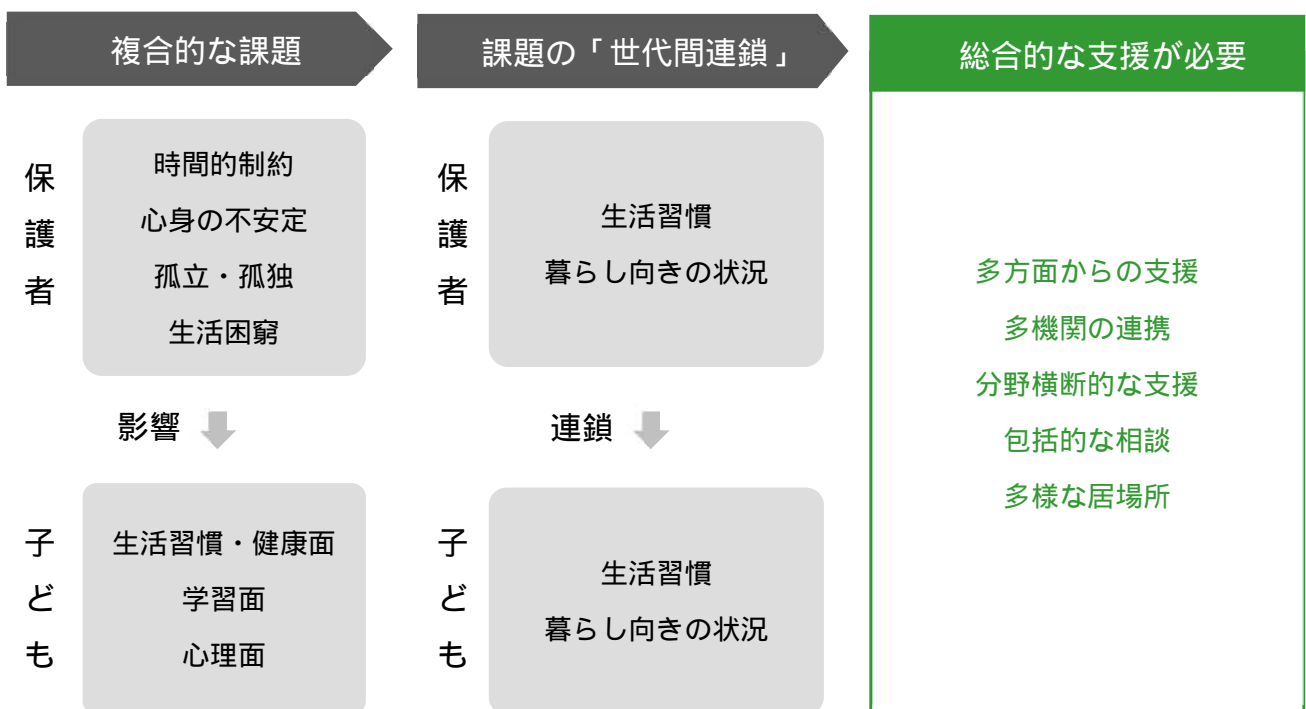 複合的な課題
保護者
時間的制約
心身の不安定
孤立・孤独
生活困窮
影響
子ども
生活習慣・健康面
学習面
心理面
課題の「世代間連鎖」
保護者
生活習慣
暮らし向きの状況
連鎖
子ども
生活習慣
暮らし向きの状況
総合的な支援が必要
多方面からの支援
多機関の連携
分野横断的な支援
包括的な相談
多様な居場所